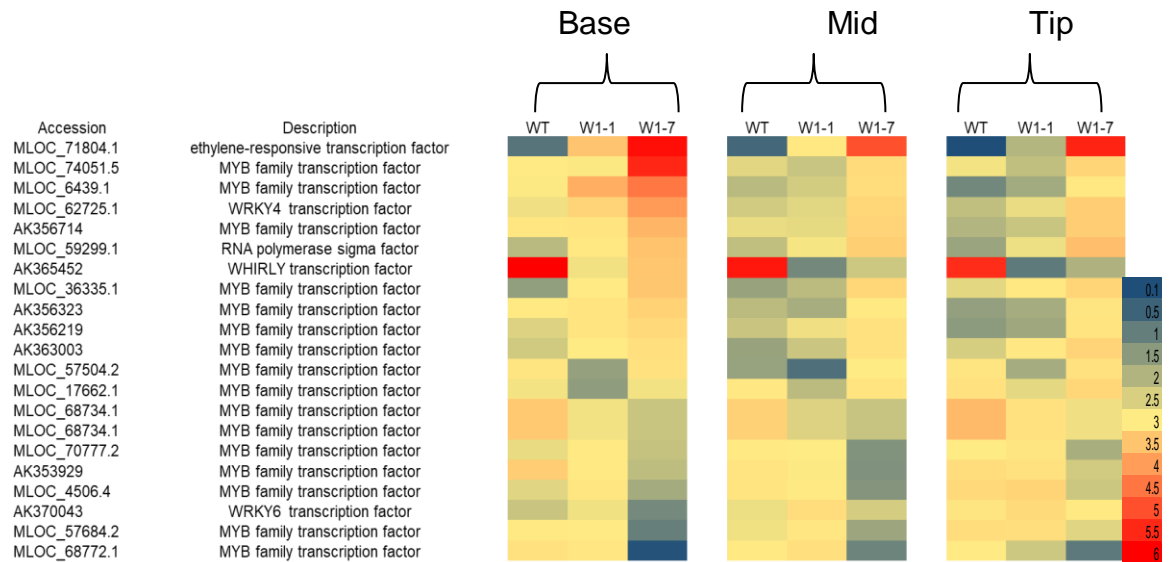 Base Mid Tip
Accession Description WT W1-1 W1-7 WT W1-1 W1-7 WT W1-1 W1-7
MLOC_71804.1 ethylene-responsive transcription factor
MLOC_74051.5 MYB family transcription factor
MLOC_6439.1 MYB family transcription factor
MLOC_62725.1 WRKY4 transcription factor
AK356714 MYB family transcription factor
MLOC_59299.1 RNA polymerase sigma factor
AK365452 WHIRLY transcription factor
MLOC_36335.1 MYB family transcription factor
AK356323 MYB family transcription factor
AK356219 MYB family transcription factor
AK363003 MYB family transcription factor
MLOC_57504.2 MYB family transcription factor
MLOC_17662.1 MYB family transcription factor
MLOC_68734.1 MYB family transcription factor
MLOC_68734.1 MYB family transcription factor
MLOC_70777.2 MYB family transcription factor
AK353929 MYB family transcription factor
MLOC_4506.4 MYB family transcription factor
AK370043 WRKY6 transcription factor
MLOC_57684.2 MYB family transcription factor
MLOC_68772.1 MYB family transcription factor
0.1
0.5
1
1.5
2
2.5
3
3.5
4
4.5
5
5.5
6